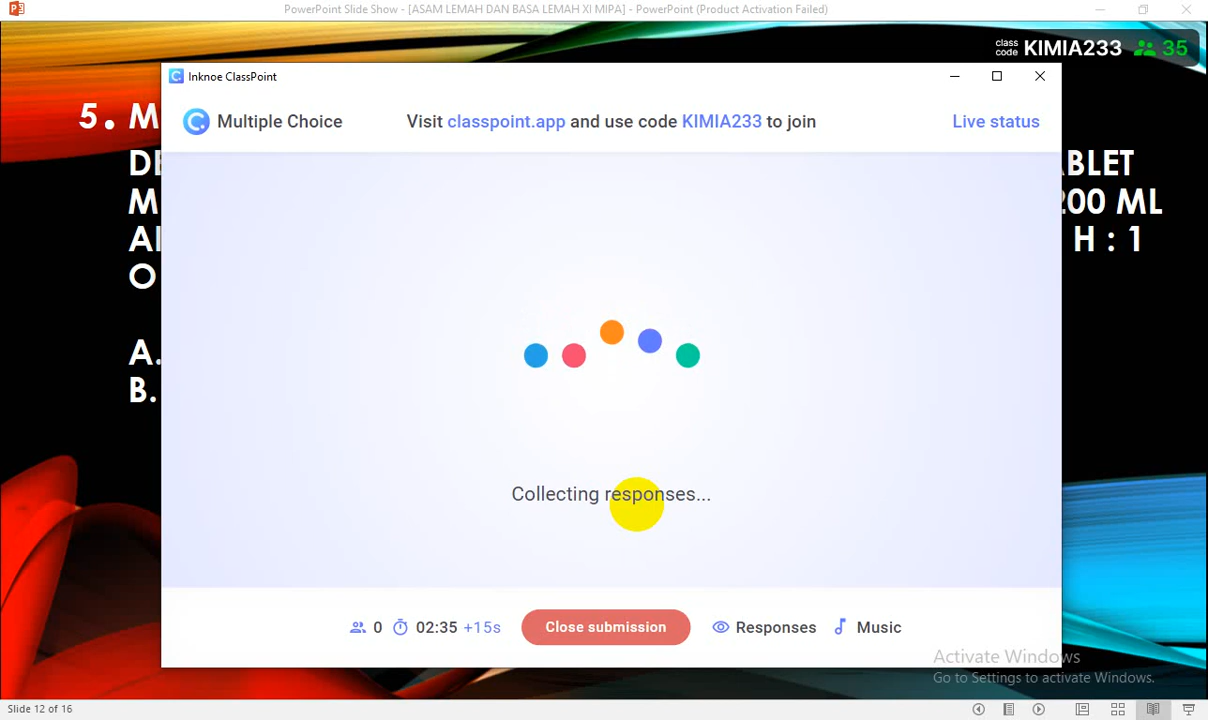 PowerPoint Slide Show - [ASAM LEMAH DAN BASA LEMAH XI MIPA] - PowerPoint (Product Activation Failed)
class code KIMIA233 35
Inknoe ClassPoint
Multiple Choice
Visit classpoint.app and use code KIMIA233 to join
Live status
5. M
200 ML
H : 1
O
A.
B.
Collecting responses...
0 02:35 +15s Close submission Responses Music
Activate Windows
Go to Settings to activate Windows.
Slide 12 of 16